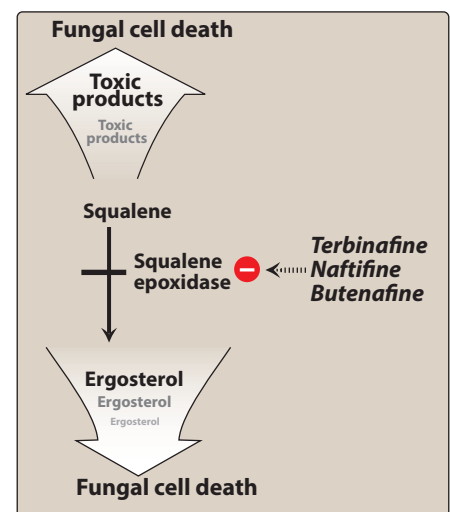 Fungal cell death
Toxic
products
Toxic
products
Squalene
Squalene
epoxidase
Terbinafine
Naftifine
Butenafine
Ergosterol
Ergosterol
Ergosterol
Fungal cell death